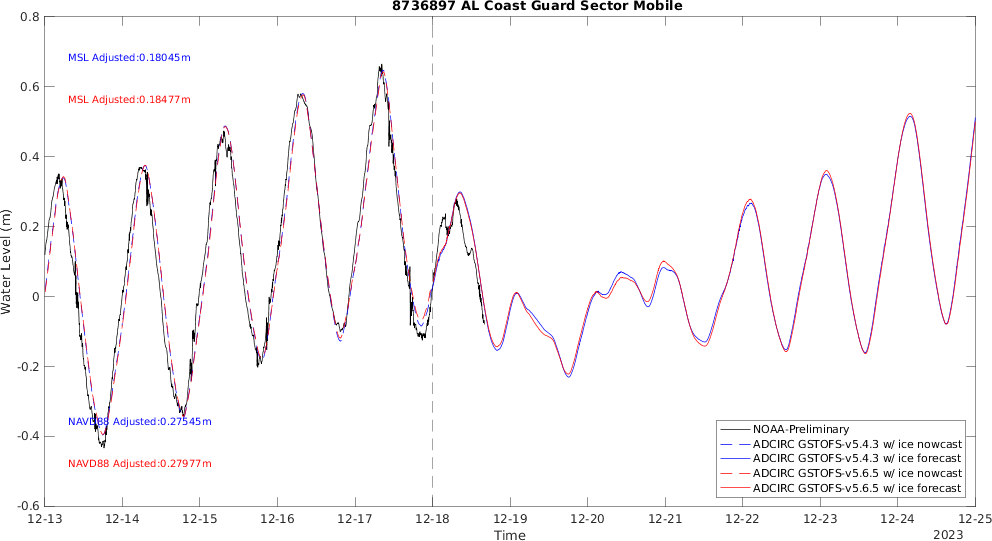 8736897 AL Coast Guard Sector Mobile
0.8
0.6
0.4
0.2
0
-0.2
-0.4
-0.6
Water Level (m)
MSL Adjusted:0.18045m
MSL Adjusted:0.18477m
NAVD88 Adjusted:0.27545m
NAVD88 Adjusted:0.27977m
NOAA-Preliminary
ADCIRC GSTOFS-v5.4.3 w/ ice nowcast
ADCIRC GSTOFS-v5.4.3 w/ ice forecast
ADCIRC GSTOFS-v5.6.5 w/ ice nowcast
ADCIRC GSTOFS-v5.6.5 w/ ice forecast
12-13 12-14 12-15 12-16 12-17 12-18 12-19 12-20 12-21 12-22 12-23 12-24 12-25
Time
2023